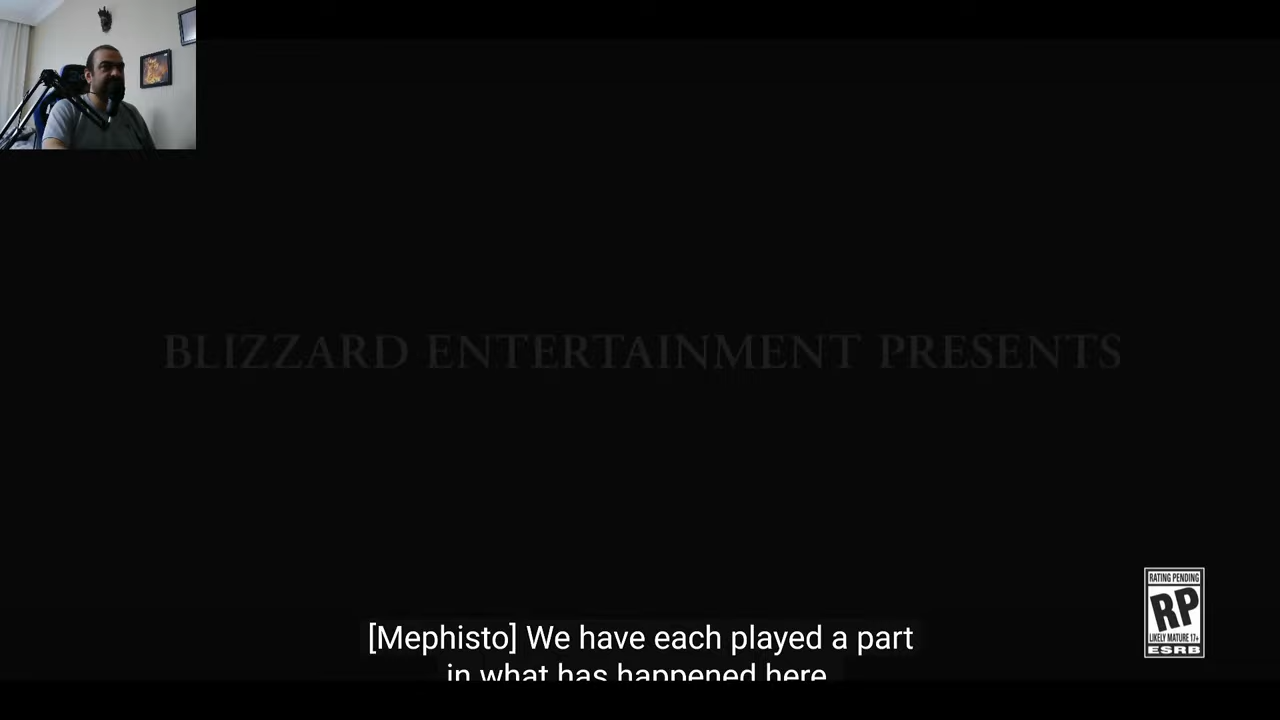 BLIZZARD ENTERTAINMENT PRESENTS
RATING PENDING
RP
LIKELY MATURE 17+
ESRB
[Mephisto] We have each played a part
in what has happened here